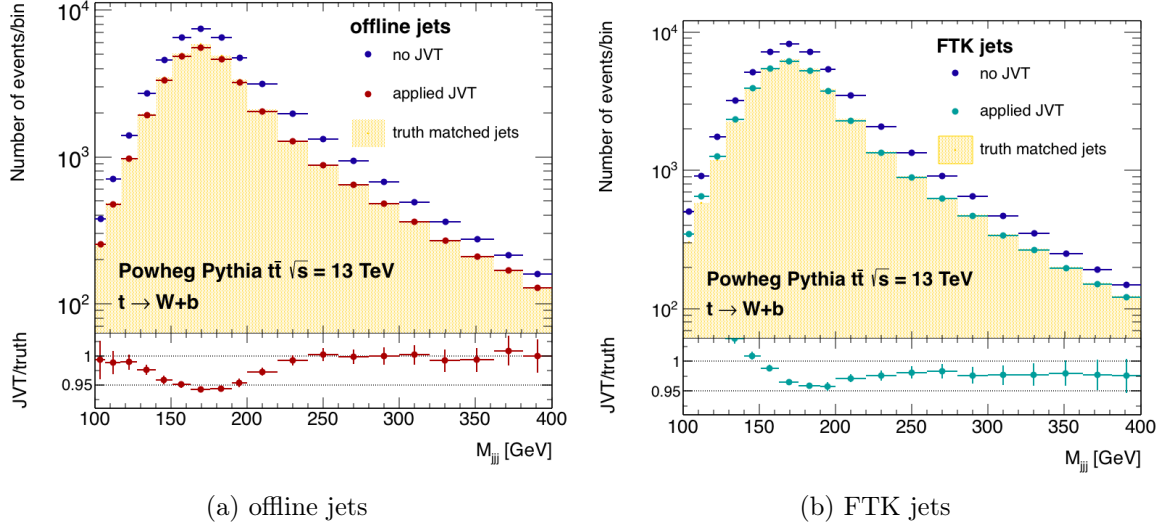 10⁴
10³
10²
Number of events/bin
offline jets
no JVT
applied JVT
truth matched jets
Powheg Pythia tt̄ √s = 13 TeV
t → W+b
JVT/truth
1
0.95
100 150 200 250 300 350 400
M_jjj [GeV]
(a) offline jets
10⁴
10³
10²
Number of events/bin
FTK jets
no JVT
applied JVT
truth matched jets
Powheg Pythia tt̄ √s = 13 TeV
t → W+b
JVT/truth
1
0.95
100 150 200 250 300 350 400
M_jjj [GeV]
(b) FTK jets